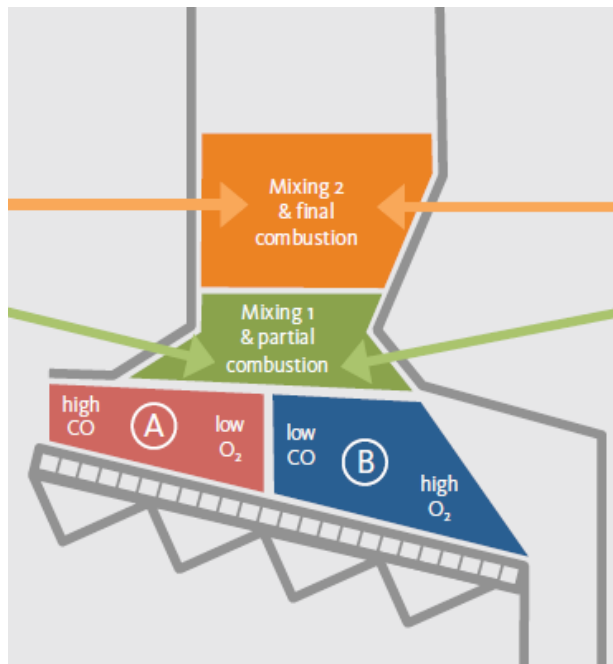 Mixing 2
& final
combustion
Mixing 1
& partial
combustion
high
CO
A
low
O₂
low
CO
B
high
O₂